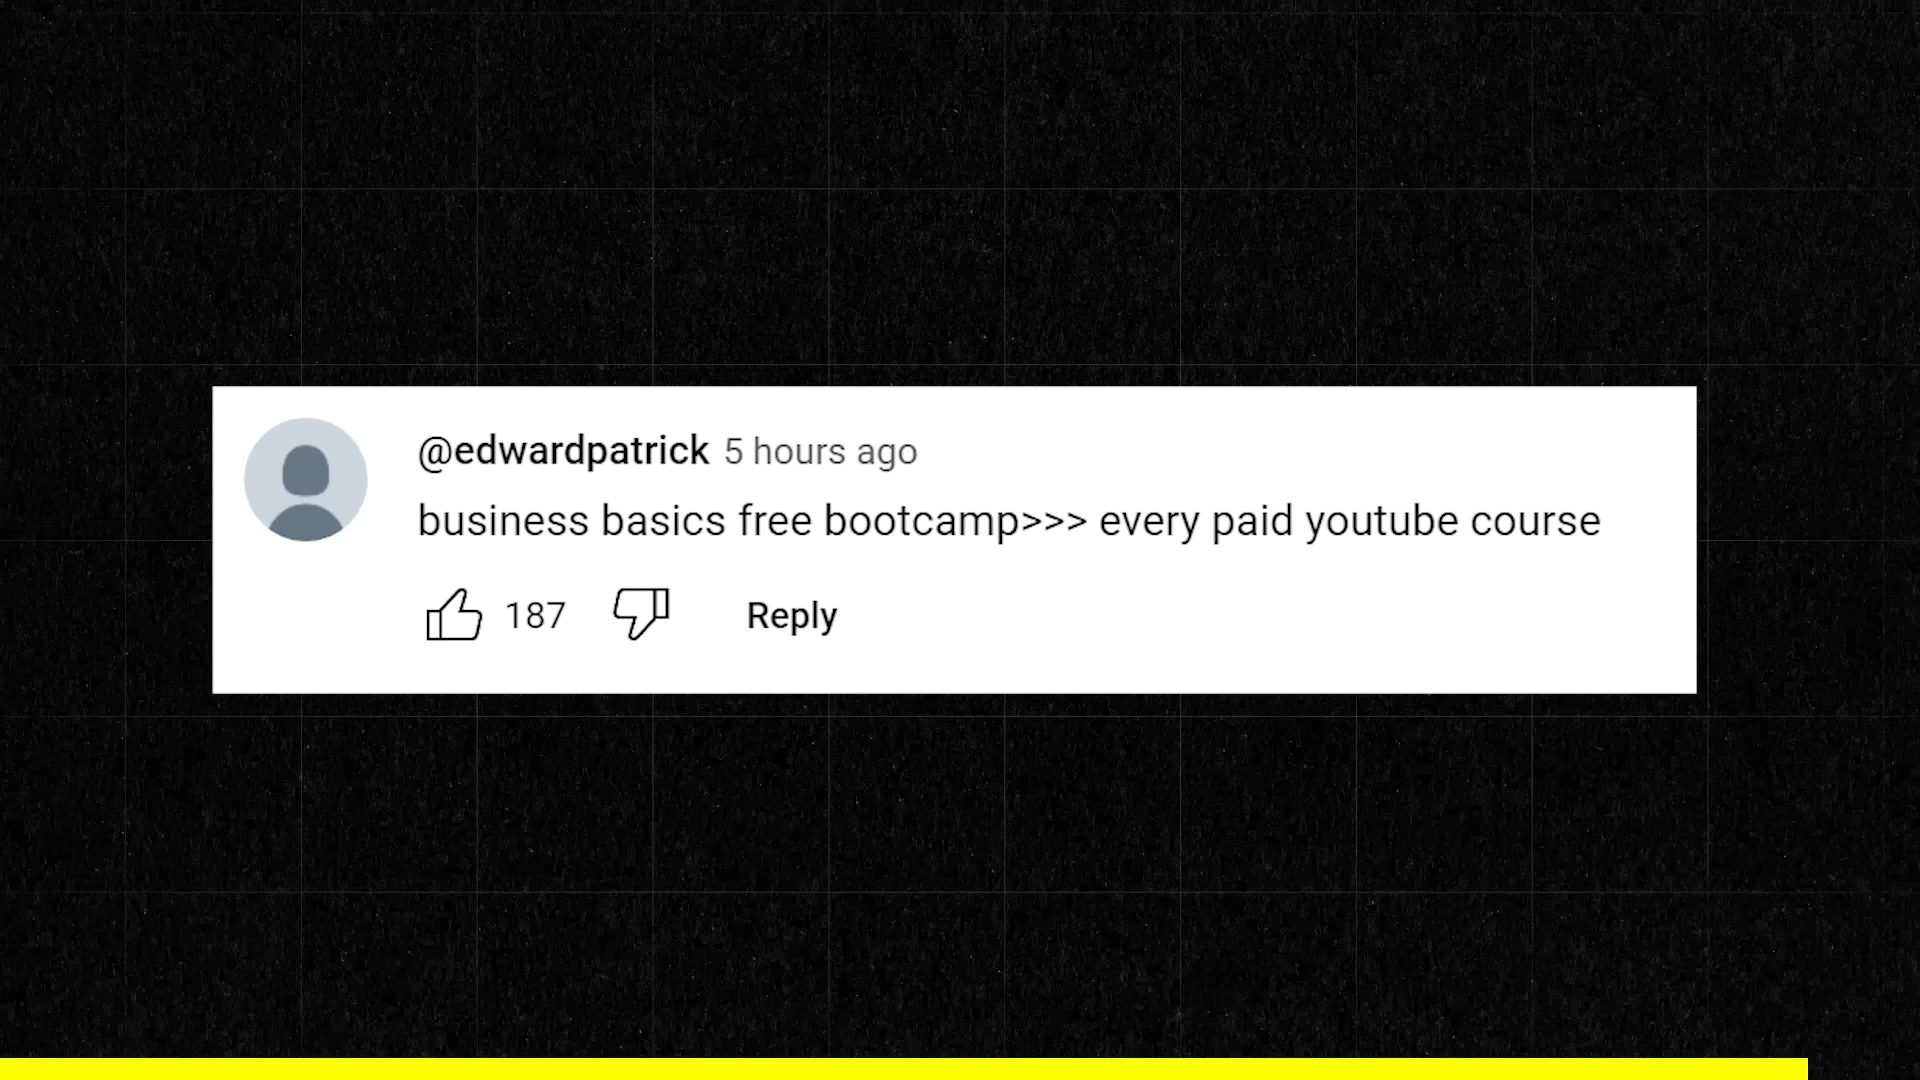 @edwardpatrick 5 hours ago
business basics free bootcamp>>> every paid youtube course
187 Reply